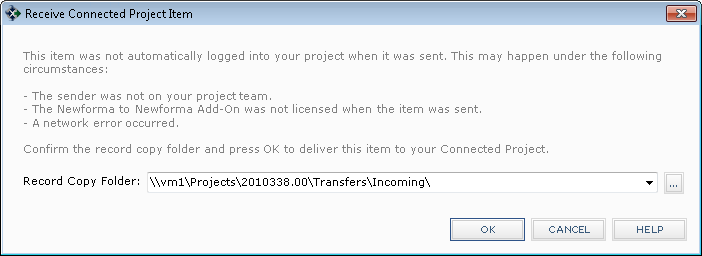 Receive Connected Project Item
This item was not automatically logged into your project when it was sent. This may happen under the following
circumstances:
- The sender was not on your project team.
- The Newforma to Newforma Add-On was not licensed when the item was sent.
- A network error occurred.
Confirm the record copy folder and press OK to deliver this item to your Connected Project.
Record Copy Folder: \\vm1\Projects\2010338.00\Transfers\Incoming\ ...
OK CANCEL HELP